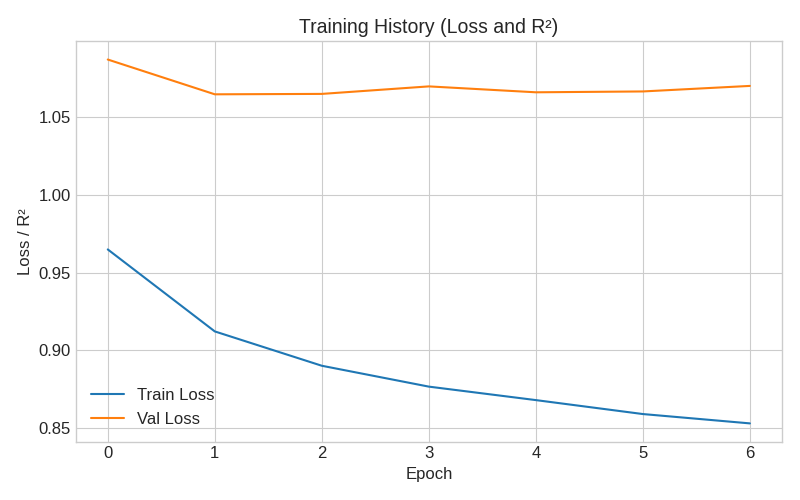 Training History (Loss and R²)
Loss / R²
1.05
1.00
0.95
0.90
0.85
Train Loss
Val Loss
0 1 2 3 4 5 6
Epoch